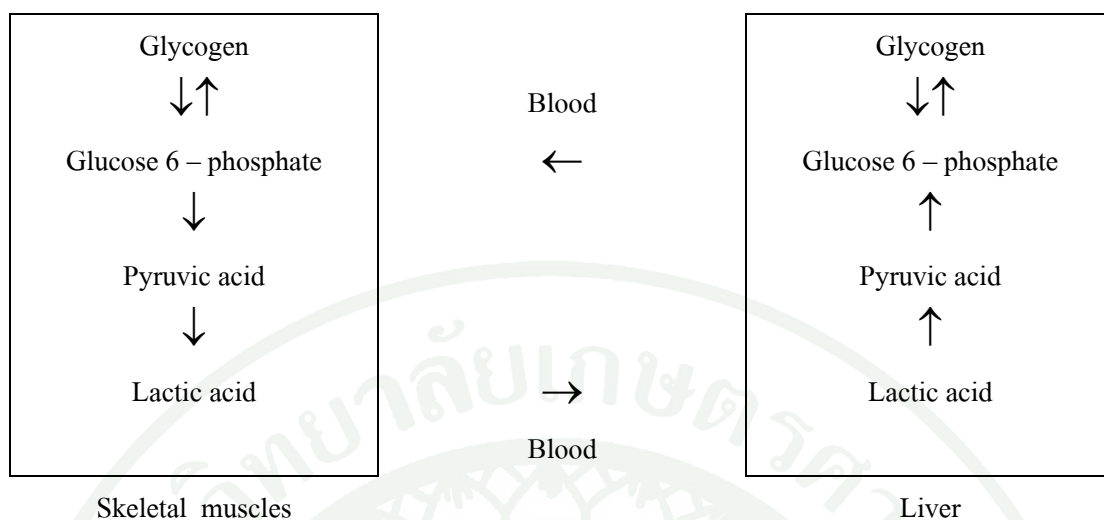 Glycogen Glycogen
↓↑ Blood ↓↑
Glucose 6 – phosphate ← Glucose 6 – phosphate
↓ ↑
Pyruvic acid Pyruvic acid
↓ ↑
Lactic acid → Lactic acid
Blood
Skeletal muscles Liver